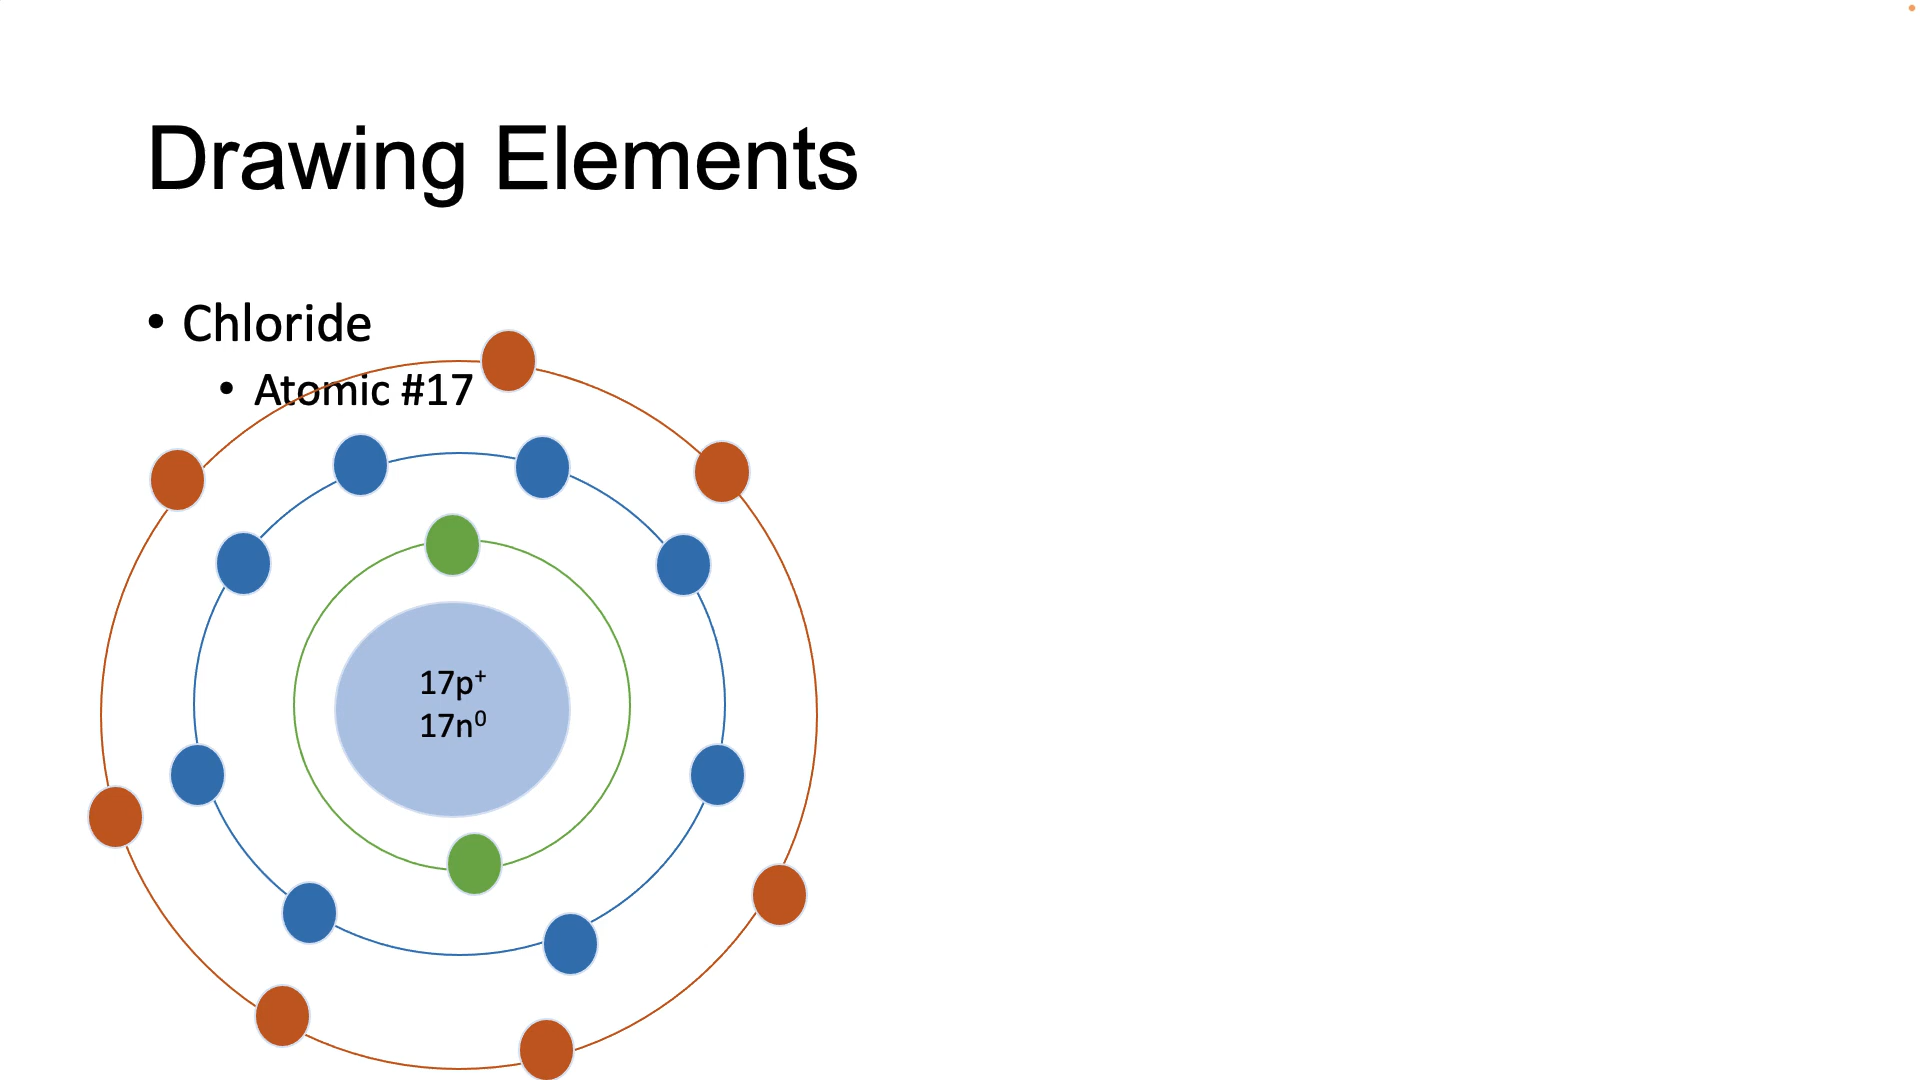 Drawing Elements
• Chloride
• Atomic #17
17p⁺
17n⁰